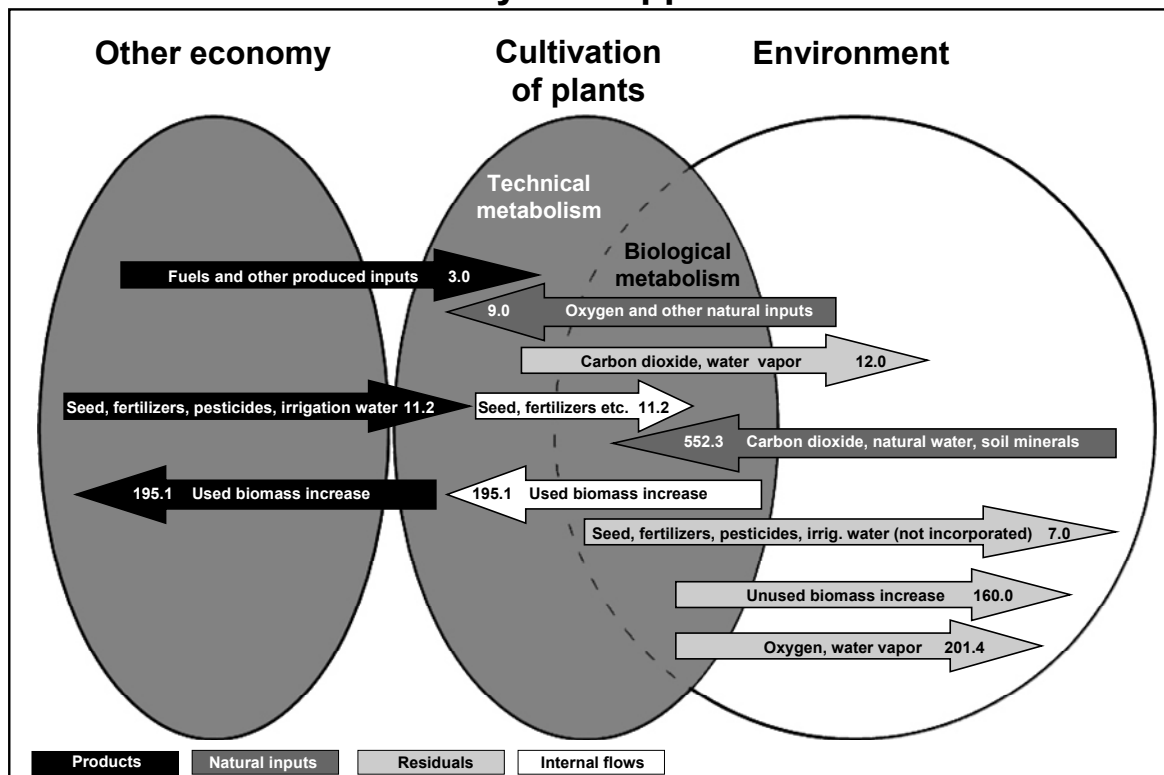 Other economy
Cultivation
of plants
Environment
Technical
metabolism
Biological
metabolism
Fuels and other produced inputs 3.0
9.0 Oxygen and other natural inputs
Carbon dioxide, water vapor 12.0
Seed, fertilizers, pesticides, irrigation water 11.2
Seed, fertilizers etc. 11.2
552.3 Carbon dioxide, natural water, soil minerals
195.1 Used biomass increase
195.1 Used biomass increase
Seed, fertilizers, pesticides, irrig. water (not incorporated) 7.0
Unused biomass increase 160.0
Oxygen, water vapor 201.4
Products
Natural inputs
Residuals
Internal flows